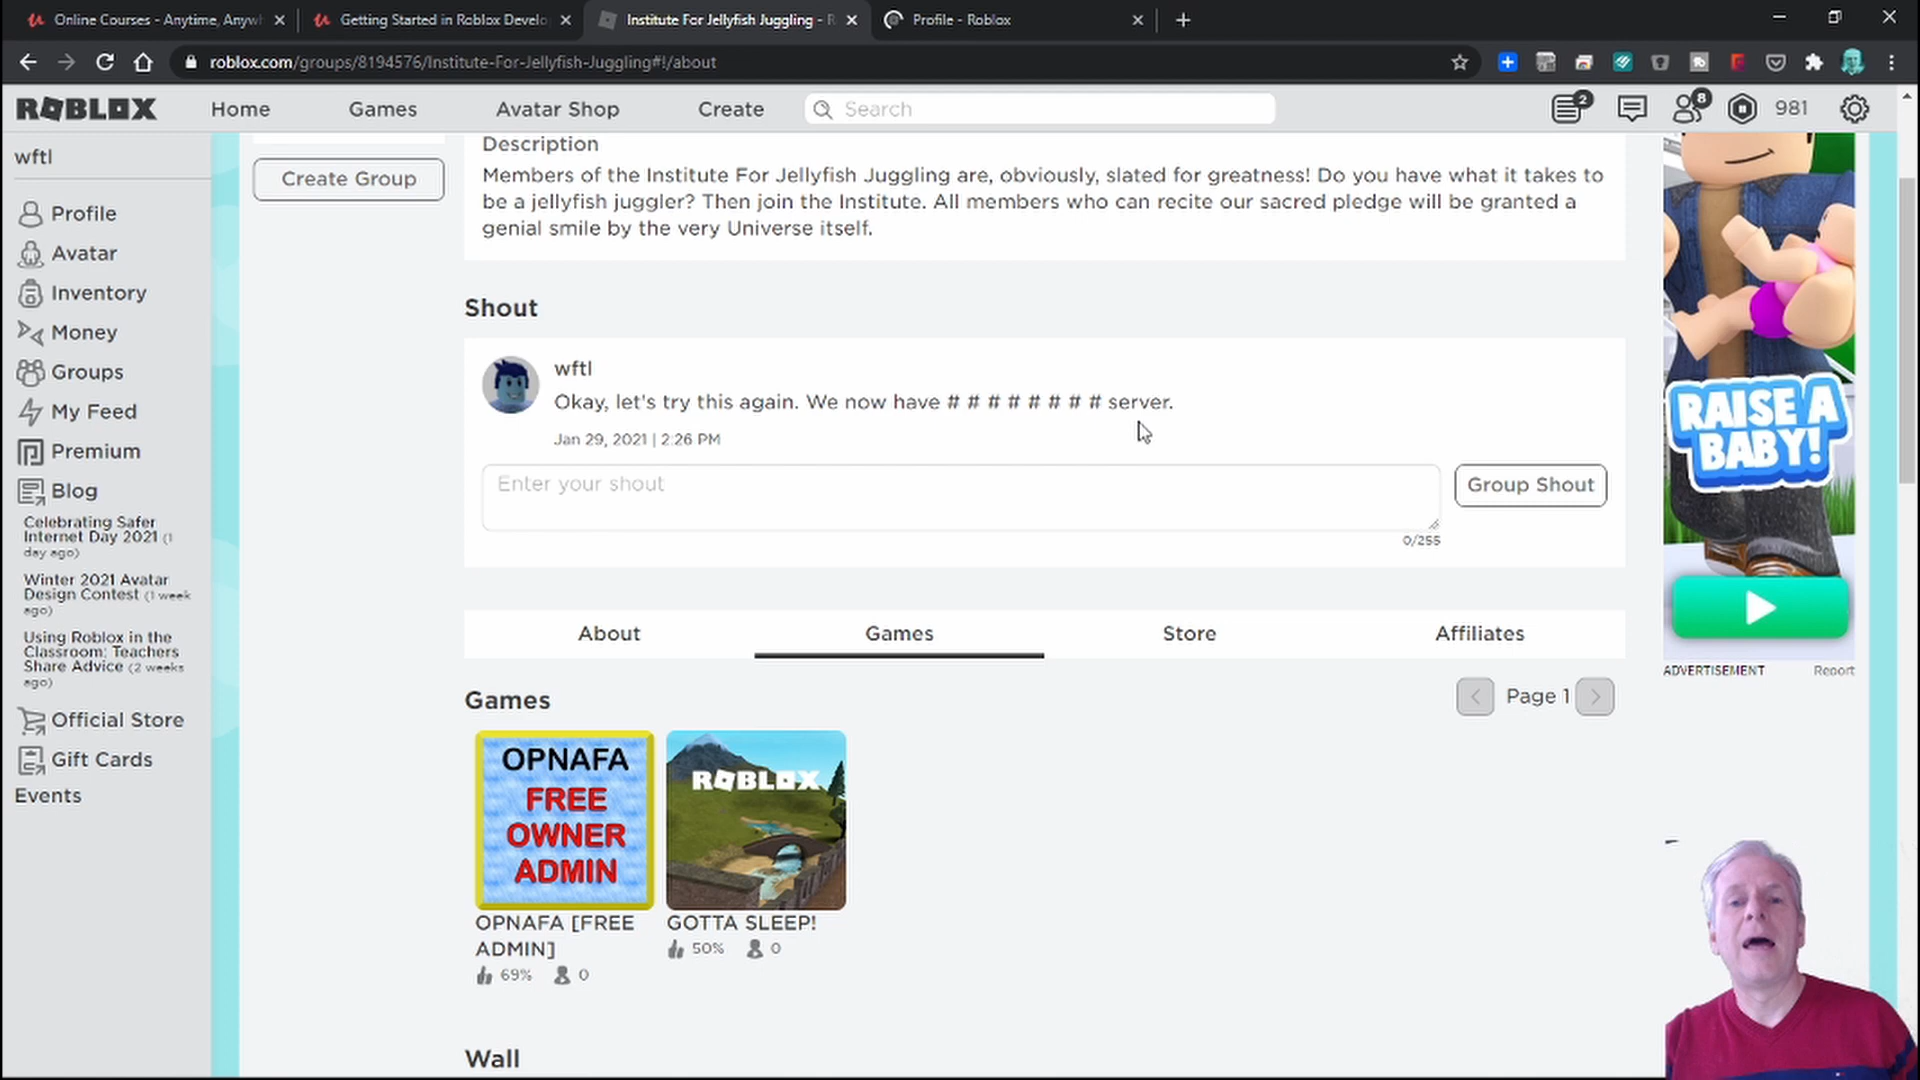 Online Courses - Anytime, Anyw
Getting Started in Roblox Develo
Institute For Jellyfish Juggling - R
Profile - Roblox
roblox.com/groups/8194576/Institute-For-Jellyfish-Juggling#!/about
ROBLOX
Home
Games
Avatar Shop
Create
Search
2
8
981
wftl
Profile
Avatar
Inventory
Money
Groups
My Feed
Premium
Blog
Celebrating Safer
Internet Day 2021 (1
day ago)
Winter 2021 Avatar
Design Contest (1 week
ago)
Using Roblox in the
Classroom: Teachers
Share Advice (2 weeks
ago)
Official Store
Gift Cards
Events
Create Group
Description
Members of the Institute For Jellyfish Juggling are, obviously, slated for greatness! Do you have what it takes to
be a jellyfish juggler? Then join the Institute. All members who can recite our sacred pledge will be granted a
genial smile by the very Universe itself.
Shout
wftl
Okay, let's try this again. We now have # # # # # # # # server.
Jan 29, 2021 | 2:26 PM
Enter your shout
Group Shout
0/255
About
Games
Store
Affiliates
Games
Page 1
OPNAFA
FREE
OWNER
ADMIN
ROBLOX
OPNAFA [FREE
ADMIN]
69%
0
GOTTA SLEEP!
50%
0
Wall
RAISE A
BABY!
ADVERTISEMENT
Report